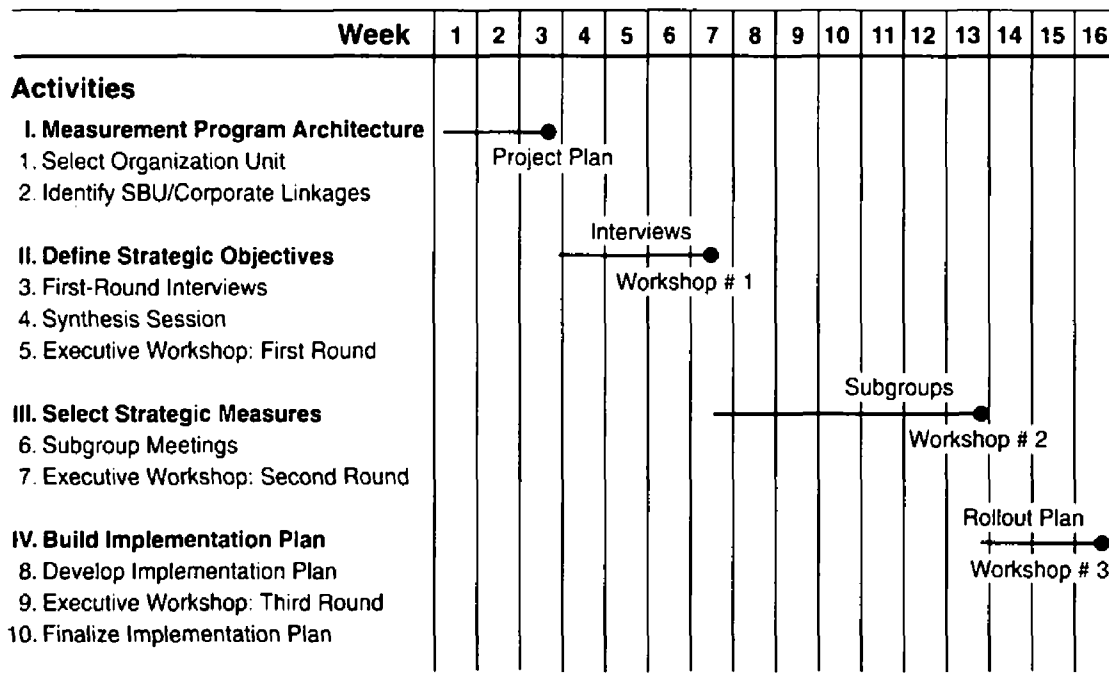 Week 1 2 3 4 5 6 7 8 9 10 11 12 13 14 15 16
Activities
I. Measurement Program Architecture
Project Plan
1. Select Organization Unit
2. Identify SBU/Corporate Linkages
Interviews
II. Define Strategic Objectives
Workshop # 1
3. First-Round Interviews
4. Synthesis Session
5. Executive Workshop: First Round
Subgroups
III. Select Strategic Measures
Workshop # 2
6. Subgroup Meetings
7. Executive Workshop: Second Round
Rollout Plan
IV. Build Implementation Plan
Workshop # 3
8. Develop Implementation Plan
9. Executive Workshop: Third Round
10. Finalize Implementation Plan